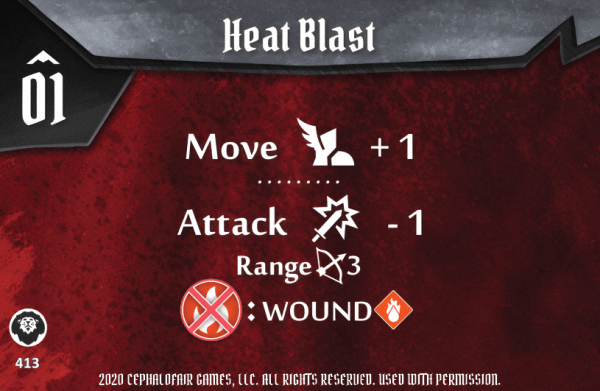 Heat Blast
01
Move + 1
Attack - 1
Range 3
: WOUND
413
2020 CEPHALOFAIR GAMES, LLC. ALL RIGHTS RESERVED. USED WITH PERMISSION.